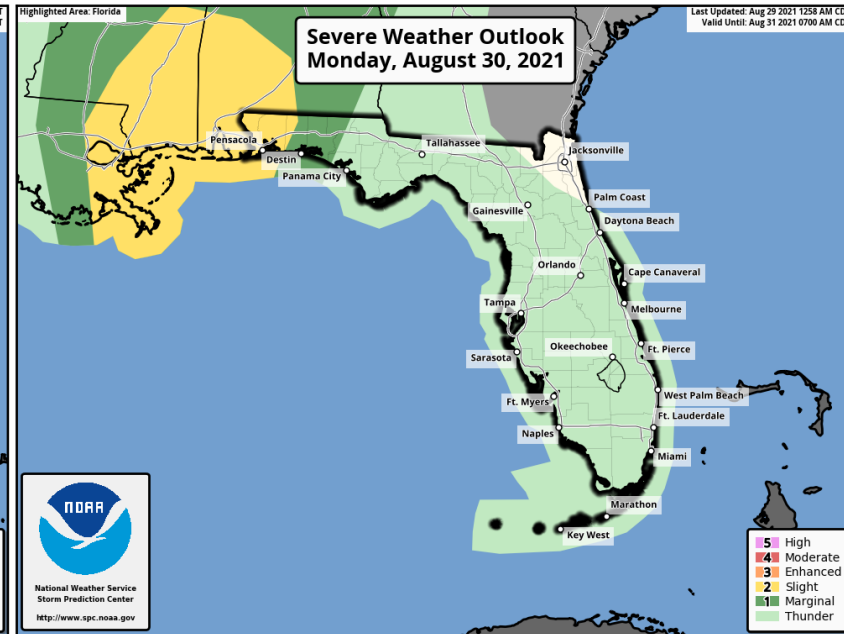 Highlighted Area: Florida
Last Updated: Aug 29 2021 1258 AM CD
Valid Until: Aug 31 2021 0700 AM CD
Severe Weather Outlook
Monday, August 30, 2021
Pensacola
Destin
Panama City
Tallahassee
Jacksonville
Palm Coast
Gainesville
Daytona Beach
Orlando
Cape Canaveral
Tampa
Melbourne
Okeechobee
Ft. Pierce
Sarasota
West Palm Beach
Ft. Myers
Ft. Lauderdale
Naples
Miami
Marathon
Key West
NOAA
National Weather Service
Storm Prediction Center
http://www.spc.noaa.gov
5 High
4 Moderate
3 Enhanced
2 Slight
1 Marginal
Thunder